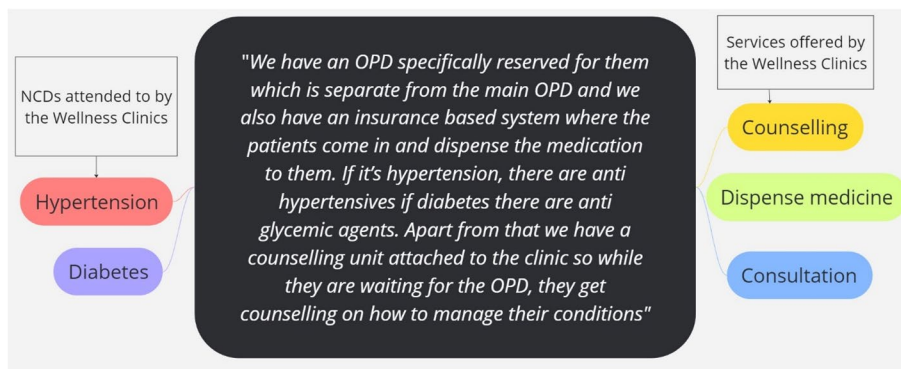 NCDs attended to by
the Wellness Clinics
Hypertension
Diabetes
"We have an OPD specifically reserved for them
which is separate from the main OPD and we
also have an insurance based system where the
patients come in and dispense the medication
to them. If it's hypertension, there are anti
hypertensives if diabetes there are anti
glycemic agents. Apart from that we have a
counselling unit attached to the clinic so while
they are waiting for the OPD, they get
counselling on how to manage their conditions"
Services offered by
the Wellness Clinics
Counselling
Dispense medicine
Consultation